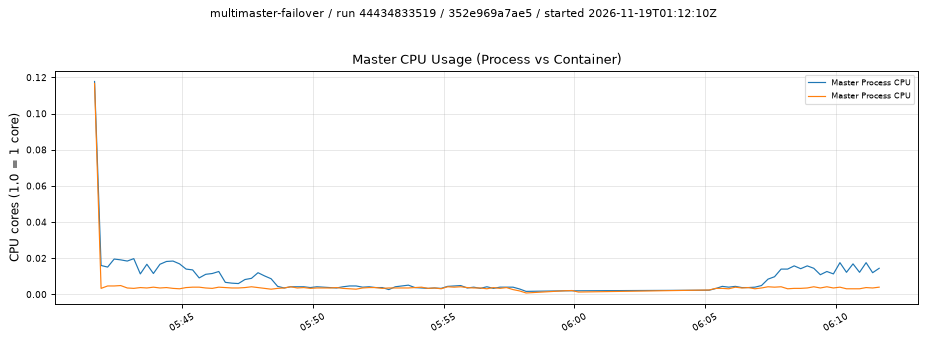 multimaster-failover / run 44434833519 / 352e969a7ae5 / started 2026-11-19T01:12:10Z
Master CPU Usage (Process vs Container)
CPU cores (1.0 = 1 core)
0.12
0.10
0.08
0.06
0.04
0.02
0.00
Master Process CPU
Master Process CPU
05:45
05:50
05:55
06:00
06:05
06:10